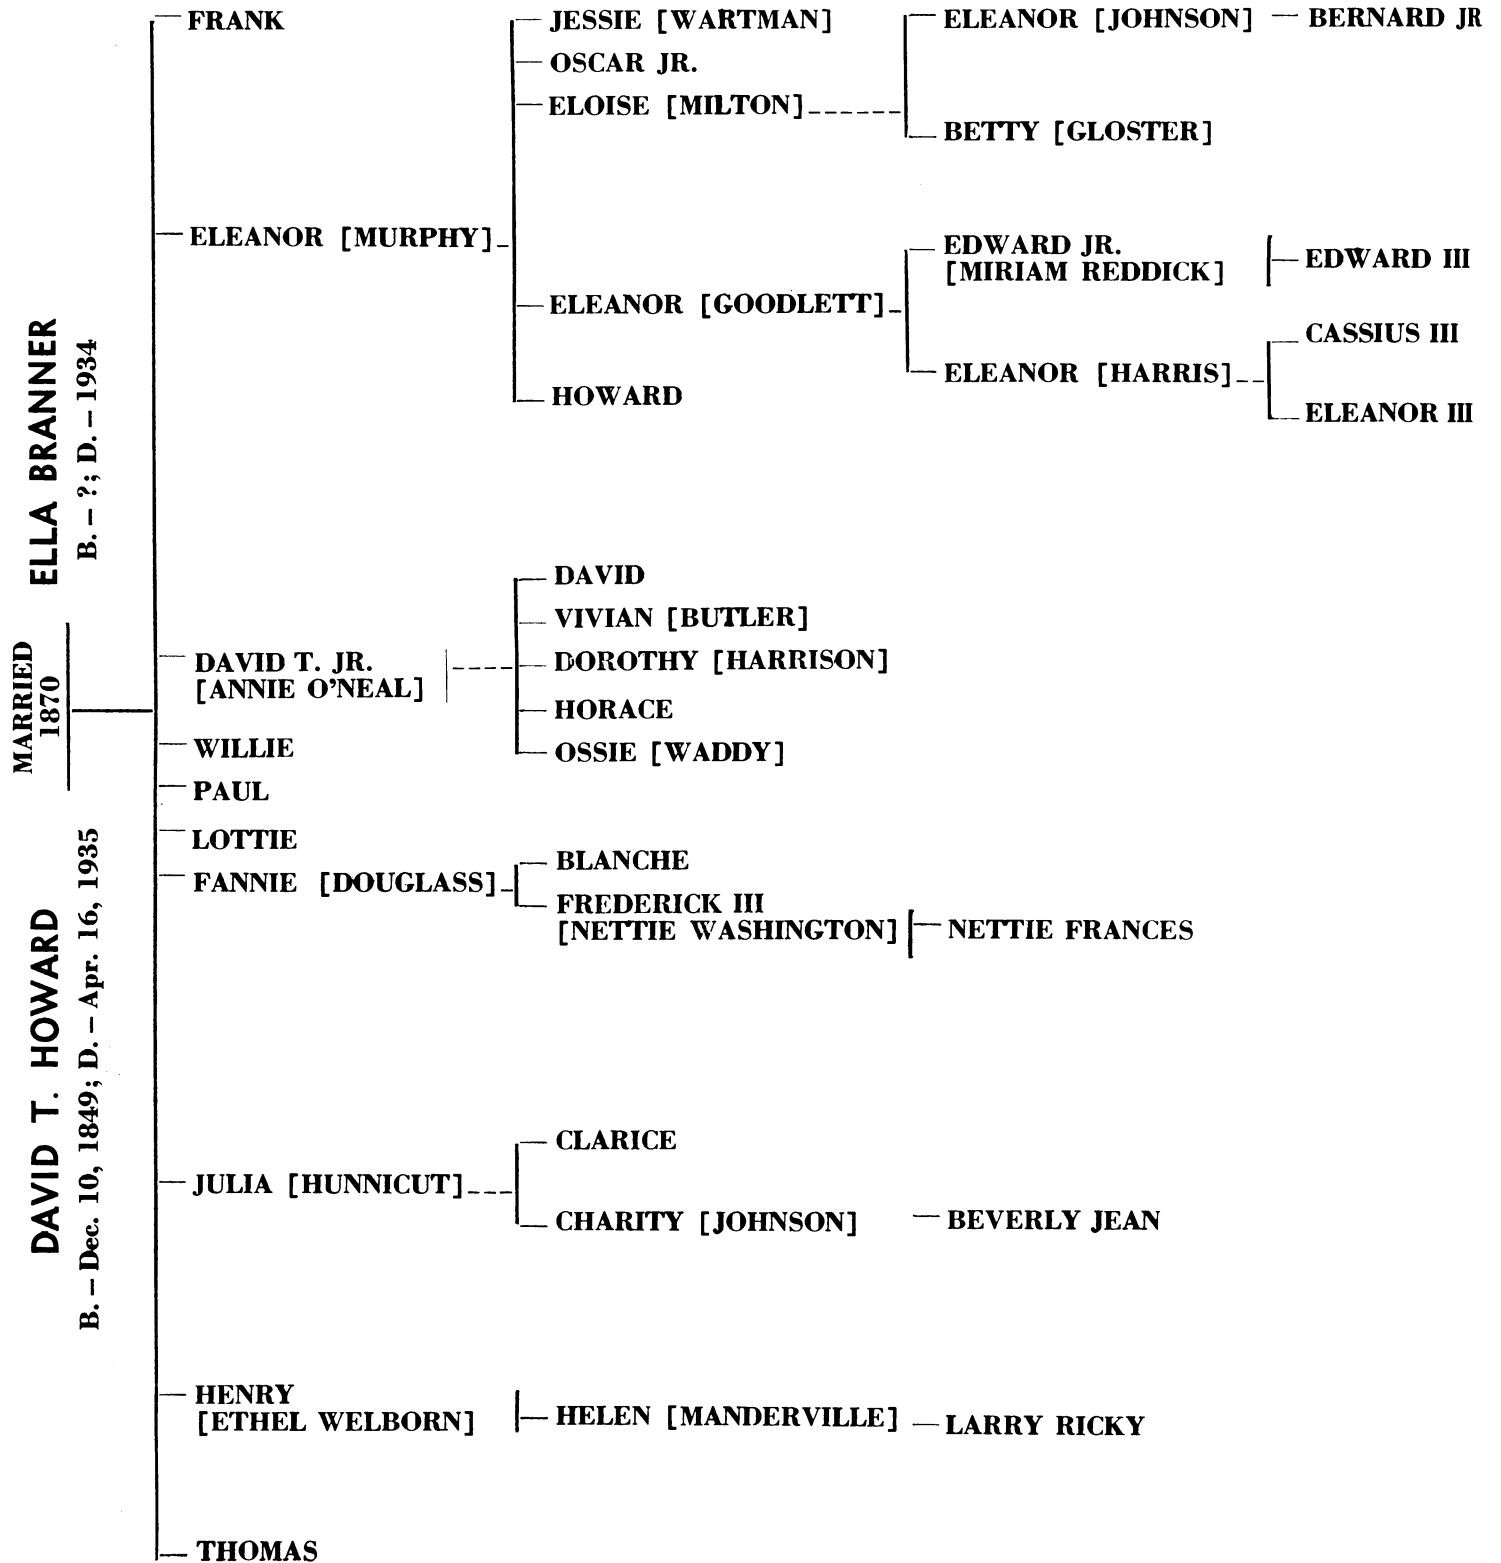 ELLA BRANNER
B. – ?; D. – 1934
MARRIED
1870
DAVID T. HOWARD
B. – Dec. 10, 1849; D. – Apr. 16, 1935
FRANK
ELEANOR [MURPHY]
JESSIE [WARTMAN]
OSCAR JR.
ELOISE [MILTON]
ELEANOR [JOHNSON]
BERNARD JR
BETTY [GLOSTER]
ELEANOR [GOODLETT]
EDWARD JR.
[MIRIAM REDDICK]
EDWARD III
ELEANOR [HARRIS]
CASSIUS III
ELEANOR III
HOWARD
DAVID T. JR.
[ANNIE O'NEAL]
DAVID
VIVIAN [BUTLER]
DOROTHY [HARRISON]
HORACE
OSSIE [WADDY]
WILLIE
PAUL
LOTTIE
FANNIE [DOUGLASS]
BLANCHE
FREDERICK III
[NETTIE WASHINGTON]
NETTIE FRANCES
JULIA [HUNNICUT]
CLARICE
CHARITY [JOHNSON]
BEVERLY JEAN
HENRY
[ETHEL WELBORN]
HELEN [MANDERVILLE]
LARRY RICKY
THOMAS